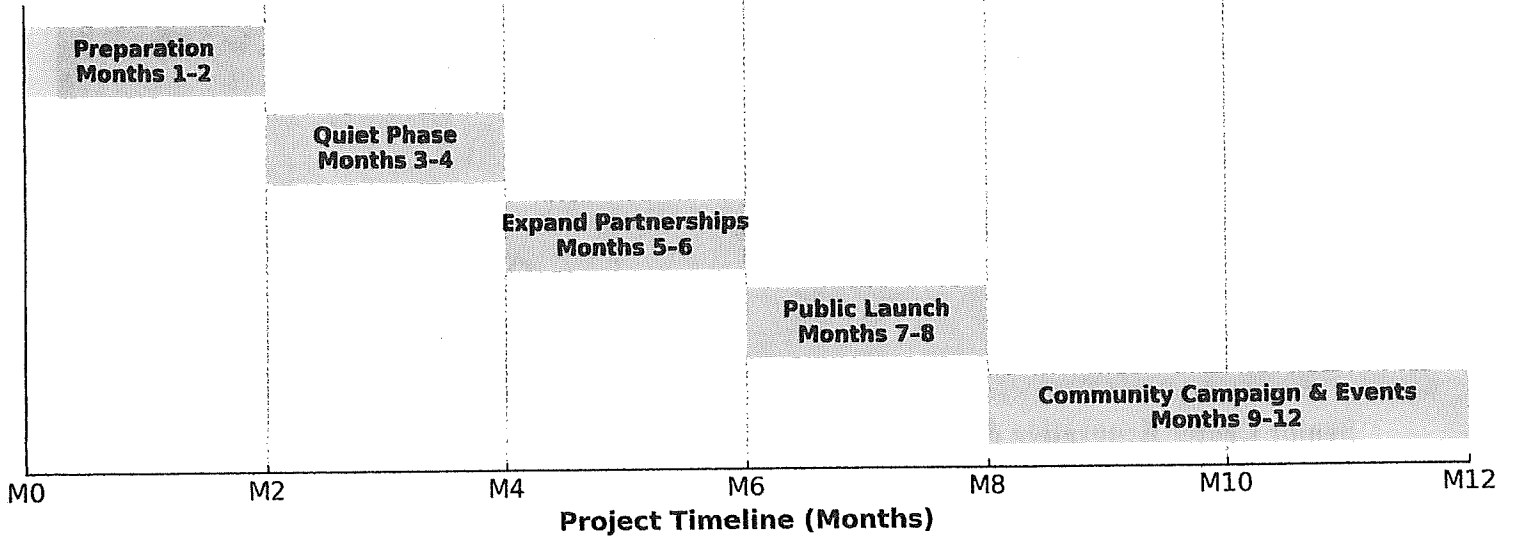 Preparation
Months 1–2
Quiet Phase
Months 3–4
Expand Partnerships
Months 5–6
Public Launch
Months 7–8
Community Campaign & Events
Months 9–12
M0
M2
M4
M6
M8
M10
M12
Project Timeline (Months)